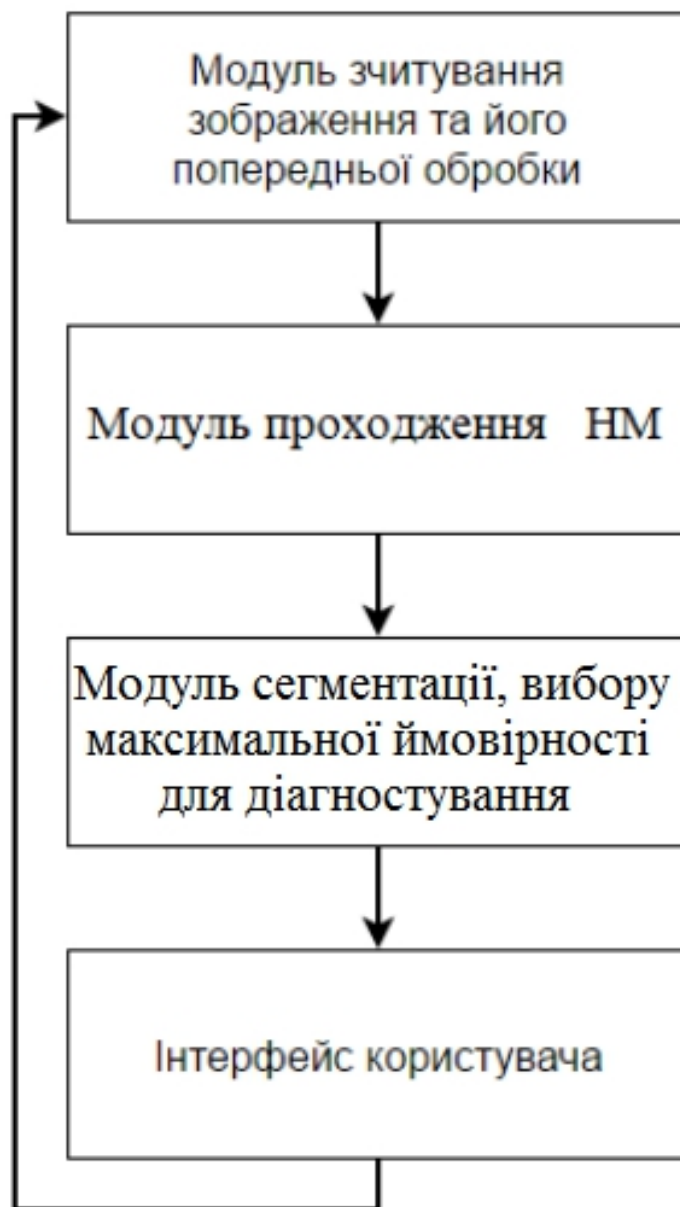 Модуль зчитування
зображення та його
попередньої обробки
Модуль проходження НМ
Модуль сегментації, вибору
максимальної ймовірності
для діагностування
Інтерфейс користувача